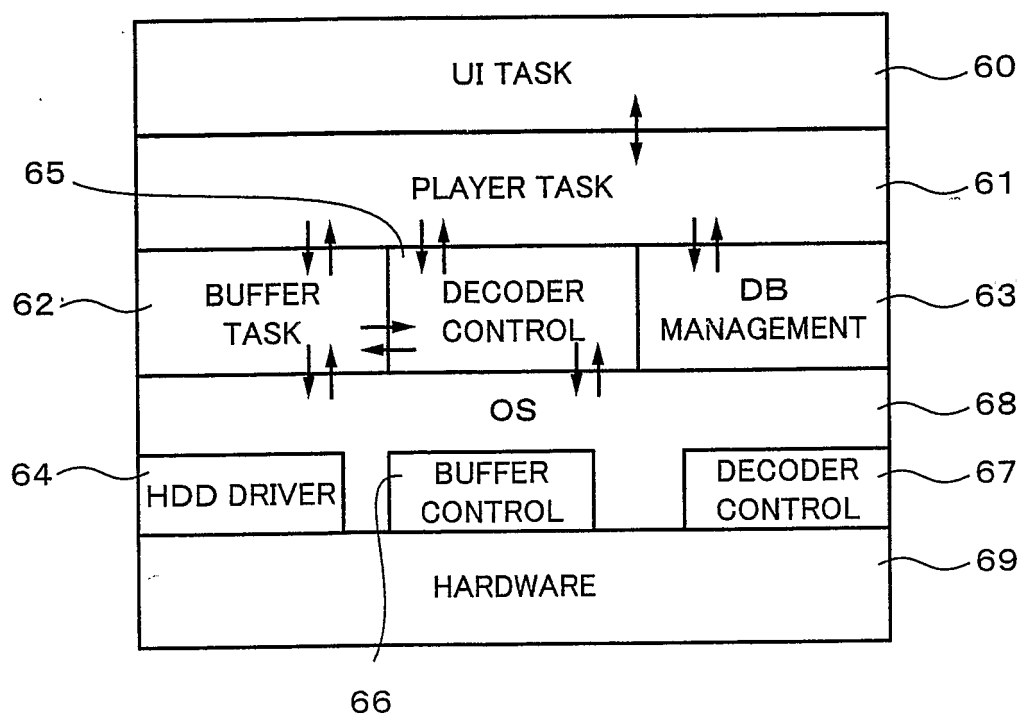 UI TASK
60
65
PLAYER TASK
61
62
BUFFER
TASK
DECODER
CONTROL
DB
MANAGEMENT
63
OS
68
64
HDD DRIVER
BUFFER
CONTROL
DECODER
CONTROL
67
HARDWARE
69
66